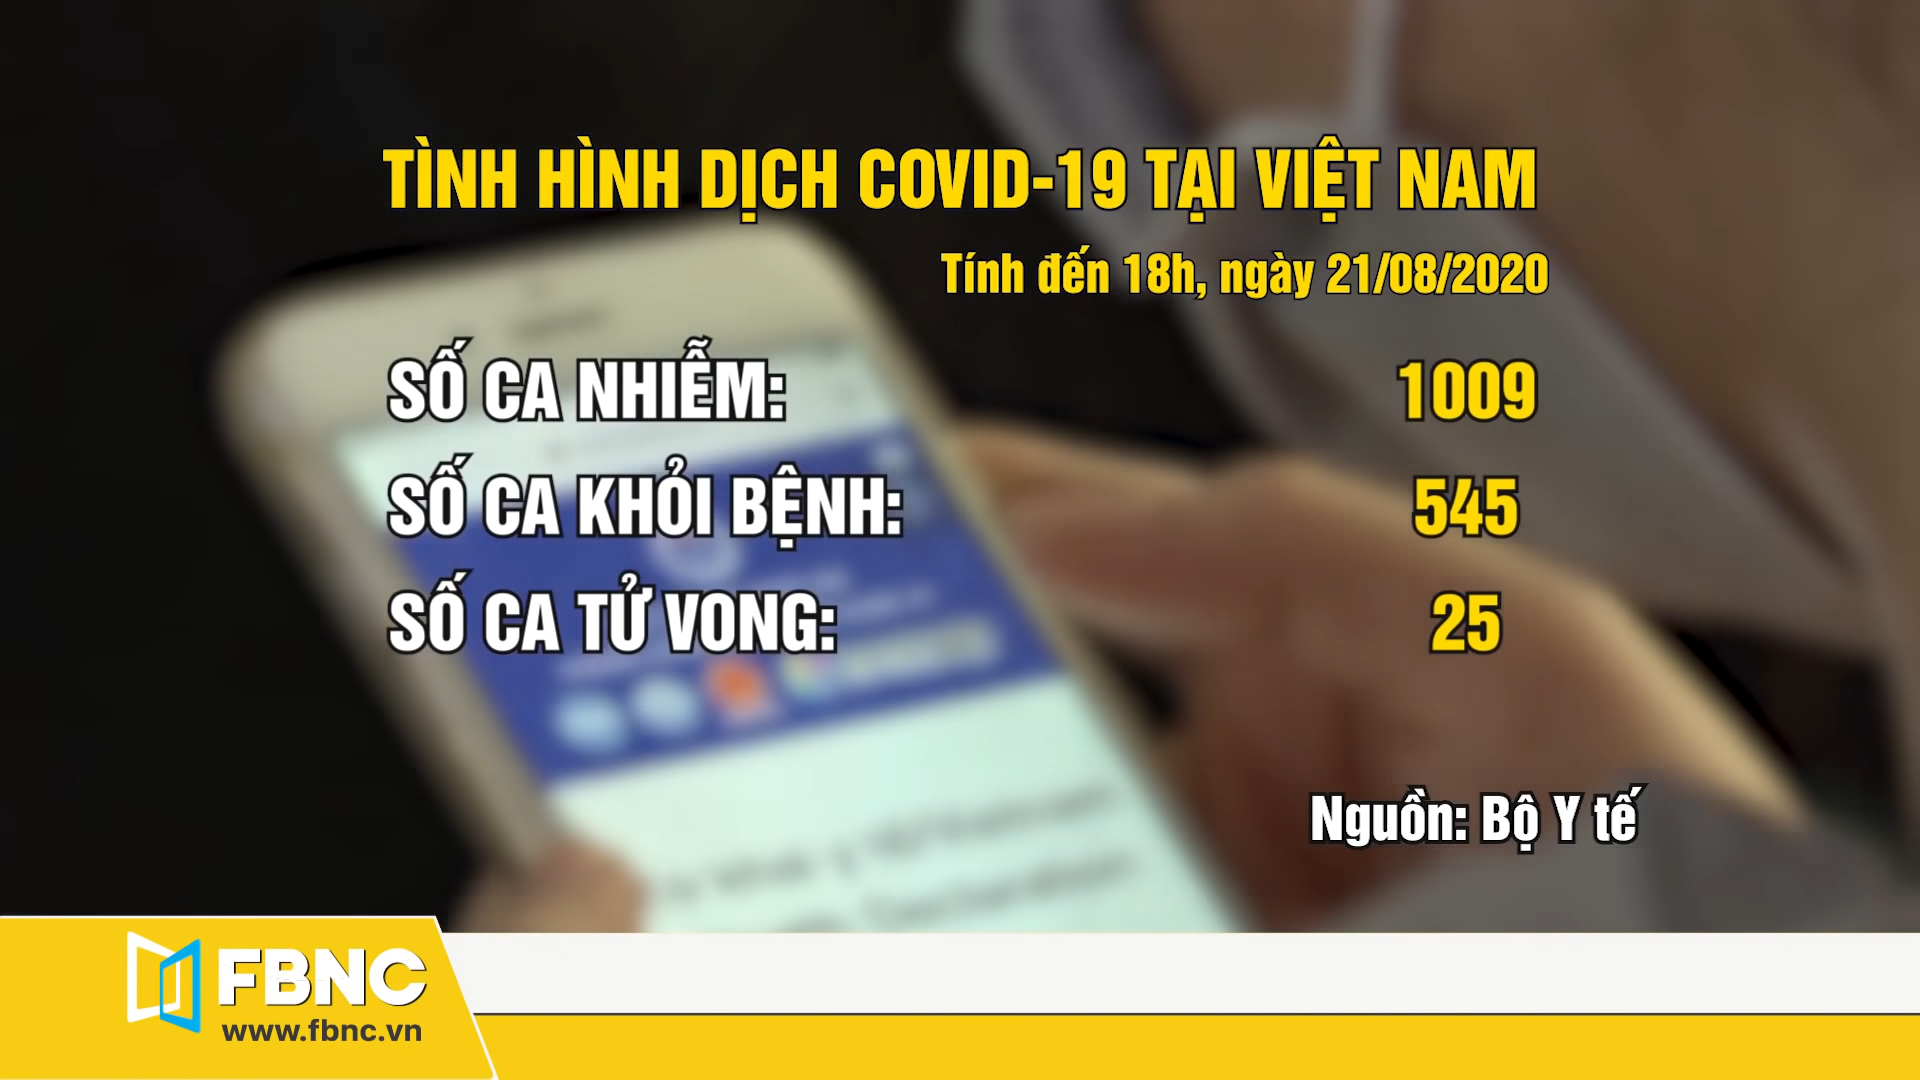 TÌNH HÌNH DỊCH COVID-19 TẠI VIỆT NAM
Tính đến 18h, ngày 21/08/2020
SỐ CA NHIỄM: 1009
SỐ CA KHỎI BỆNH: 545
SỐ CA TỬ VONG: 25
Nguồn: Bộ Y tế
FBNC
www.fbnc.vn